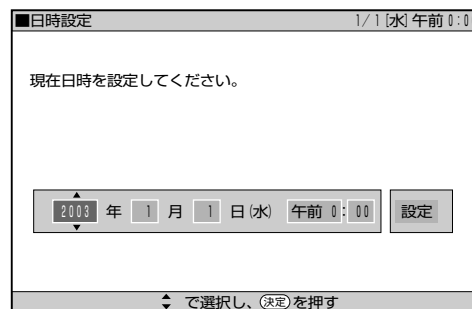 ■日時設定 1/1[水]午前 0:0
現在日時を設定してください。
2003 年 1 月 1 日(水) 午前 0:00 設定
で選択し、決定を押す